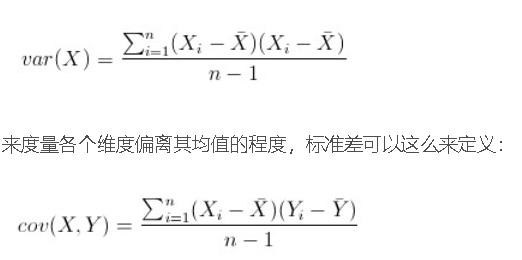 var(X) = \frac{\sum_{i=1}^{n}(X_i - \bar{X})(X_i - \bar{X})}{n-1}
来度量各个维度偏离其均值的程度，标准差可以这么来定义：
cov(X,Y) = \frac{\sum_{i=1}^{n}(X_i - \bar{X})(Y_i - \bar{Y})}{n-1}